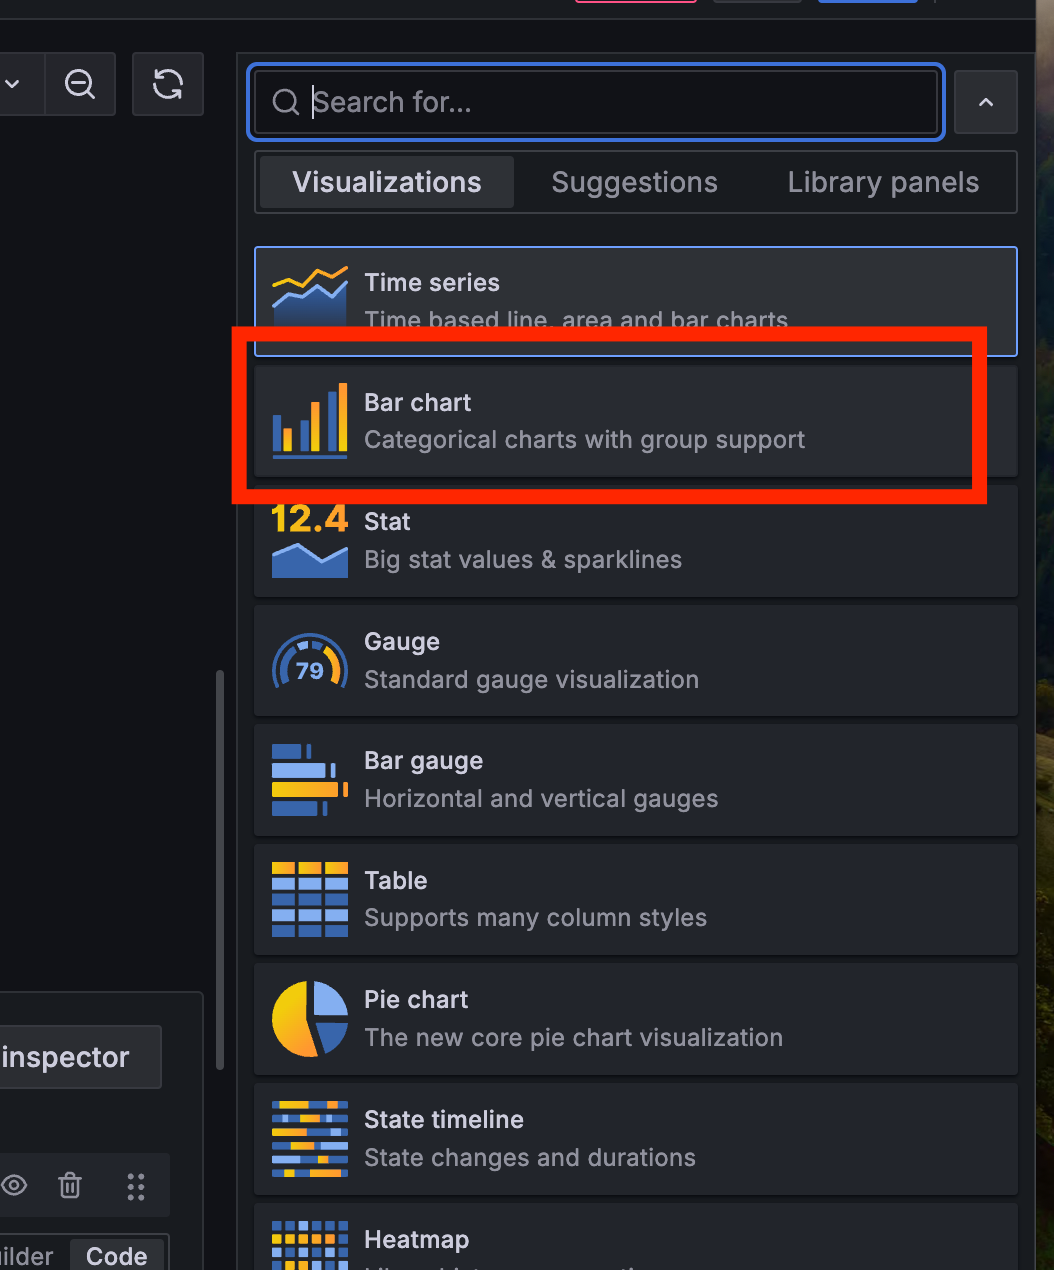 Search for...
Visualizations
Suggestions
Library panels
Time series
Time based line, area and bar charts
Bar chart
Categorical charts with group support
12.4
Stat
Big stat values & sparklines
Gauge
79
Standard gauge visualization
Bar gauge
Horizontal and vertical gauges
Table
Supports many column styles
Pie chart
The new core pie chart visualization
inspector
State timeline
State changes and durations
Heatmap
ilder
Code